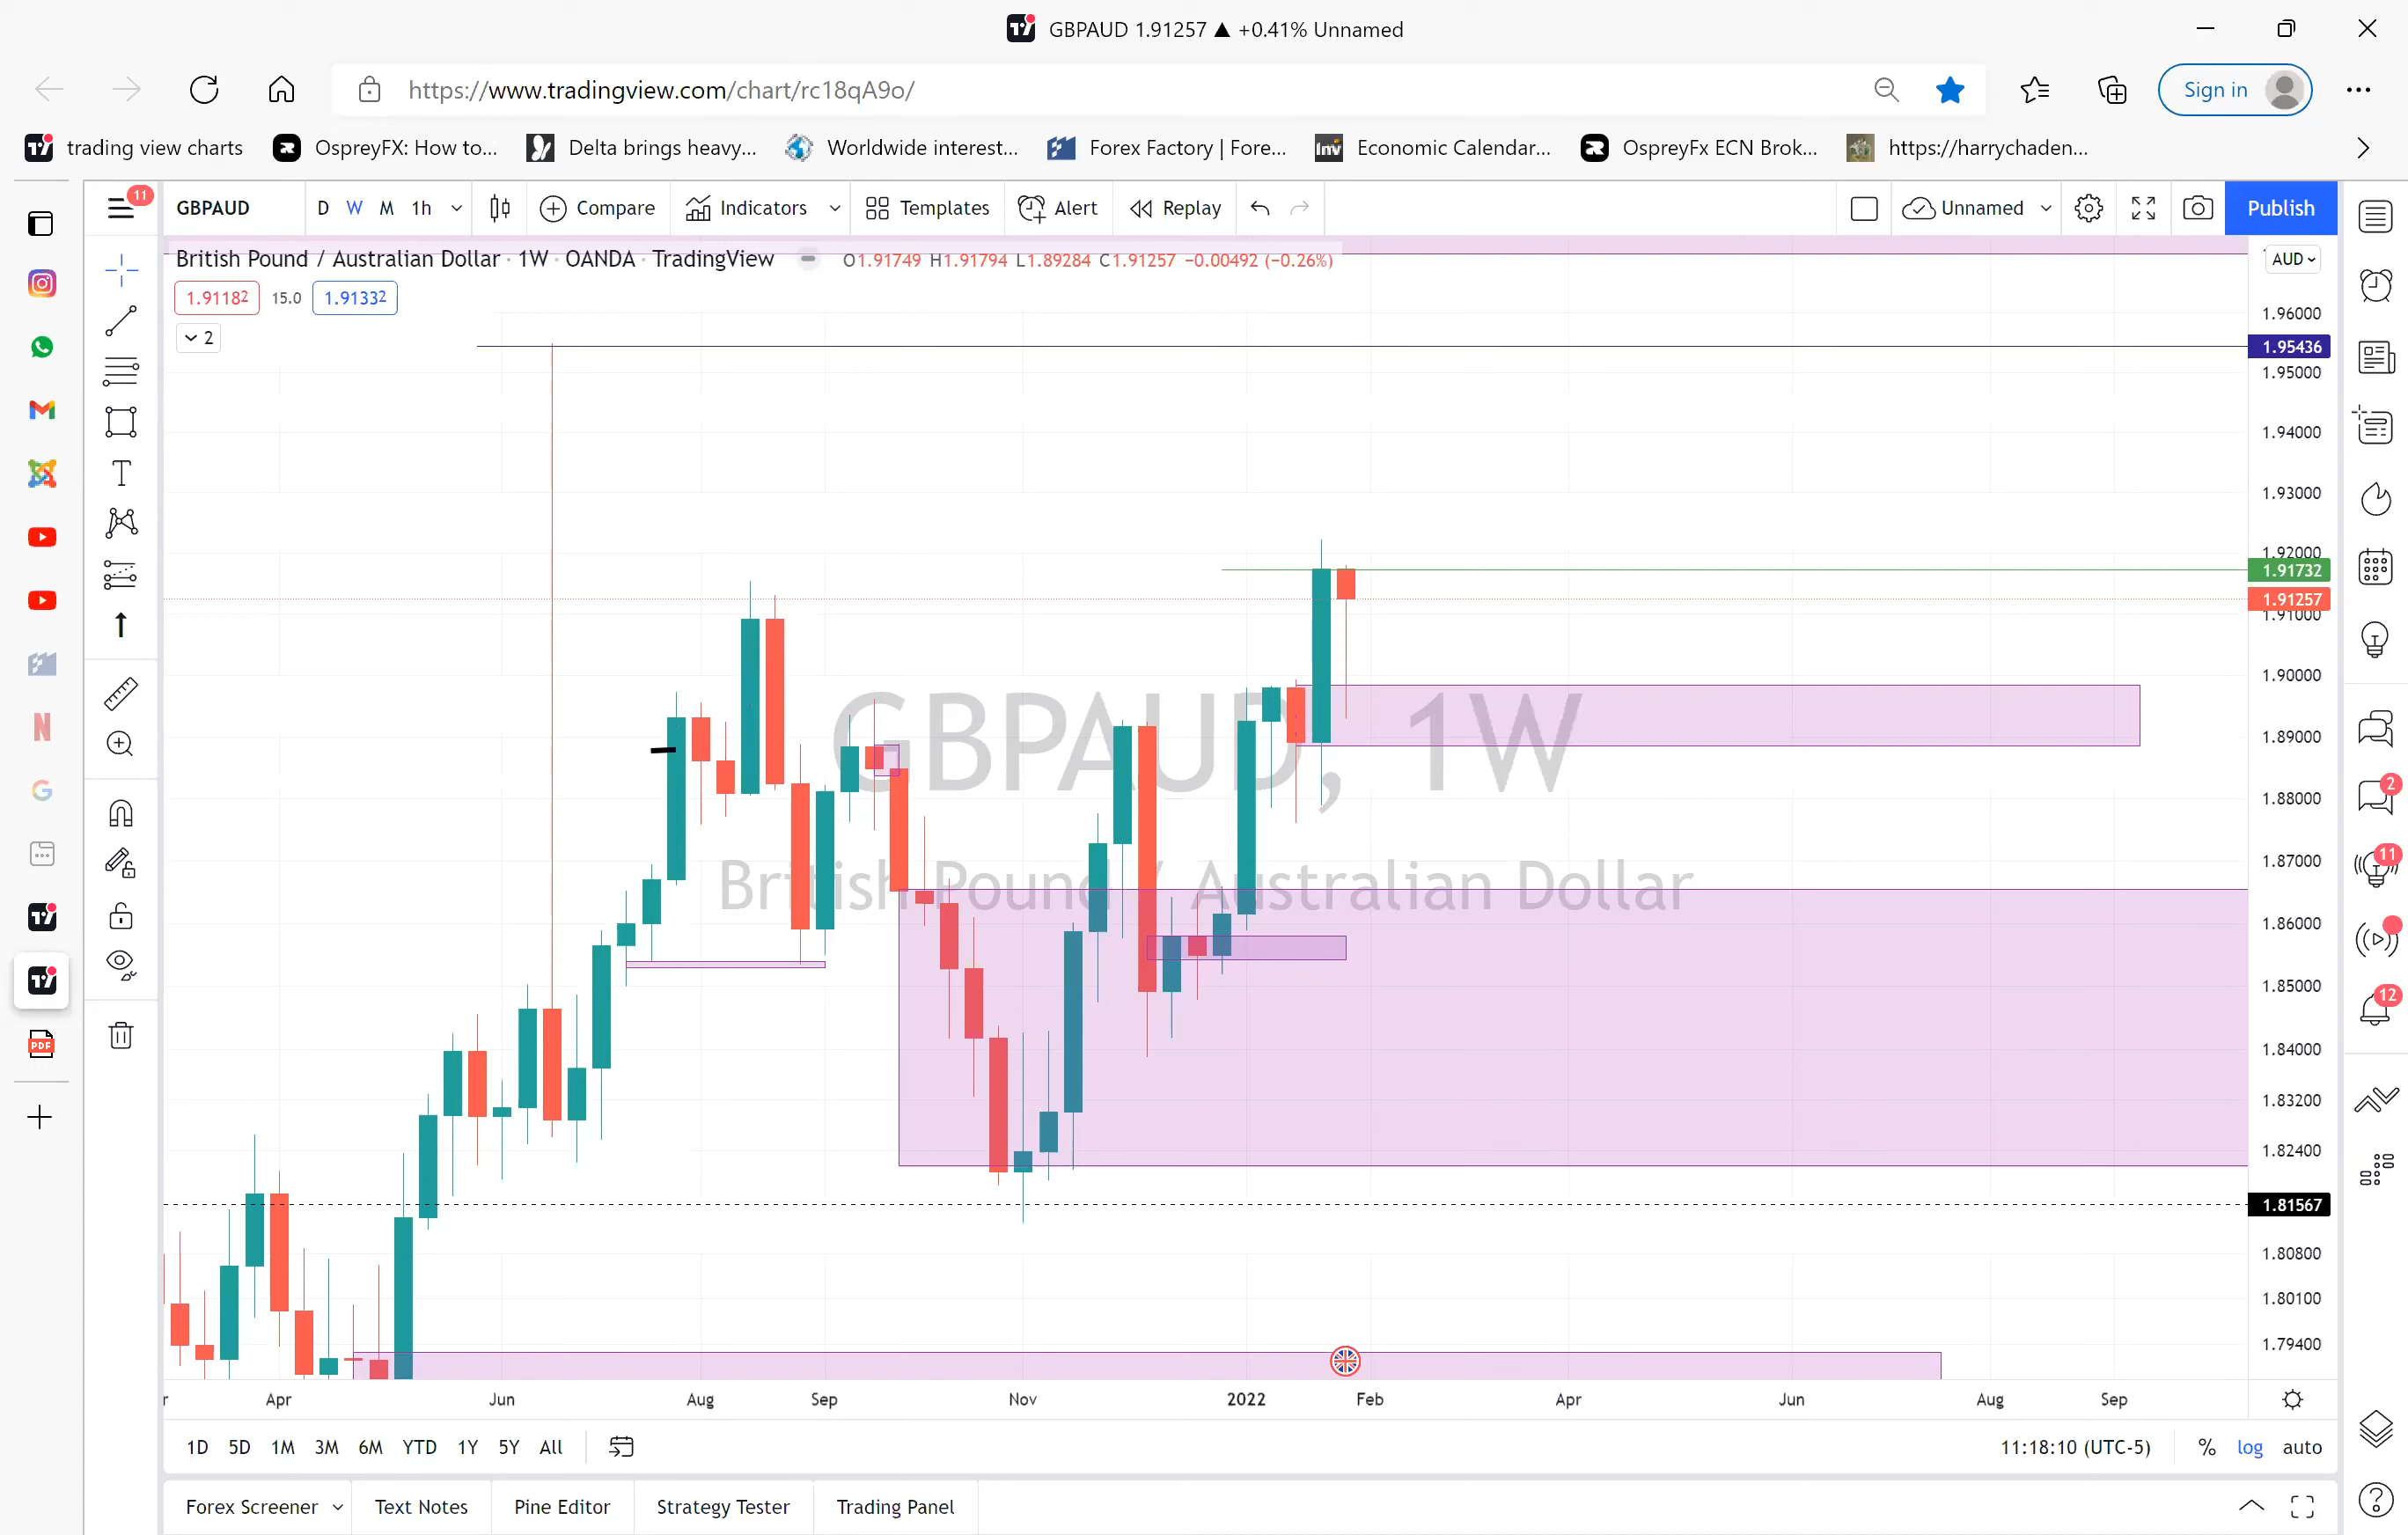 GBPAUD 1.91257 ▲ +0.41% Unnamed
https://www.tradingview.com/chart/rc18qA9o/
Sign in
trading view charts
OspreyFX: How to...
Delta brings heavy...
Worldwide interest...
Forex Factory | Fore...
Economic Calendar...
OspreyFx ECN Brok...
https://harrychaden...
11
GBPAUD
D W M 1h
Compare
Indicators
Templates
Alert
Replay
Unnamed
Publish
British Pound / Australian Dollar · 1W · OANDA · TradingView
O1.91749 H1.91794 L1.89284 C1.91257 −0.00492 (−0.26%)
AUD
1.91182 15.0 1.91332
2
1.96000
1.95436
1.95000
1.94000
1.93000
1.92000
1.91732
1.91257
1.91000
1.90000
1.89000
1.88000
1.87000
1.86000
1.85000
1.84000
1.83200
1.82400
1.81567
1.80800
1.80100
1.79400
GBPAUD, 1W
British Pound / Australian Dollar
2
11
12
PDF
Inv
Apr Jun Aug Sep Nov 2022 Feb Apr Jun Aug Sep
1D 5D 1M 3M 6M YTD 1Y 5Y All
11:18:10 (UTC-5) % log auto
Forex Screener
Text Notes
Pine Editor
Strategy Tester
Trading Panel